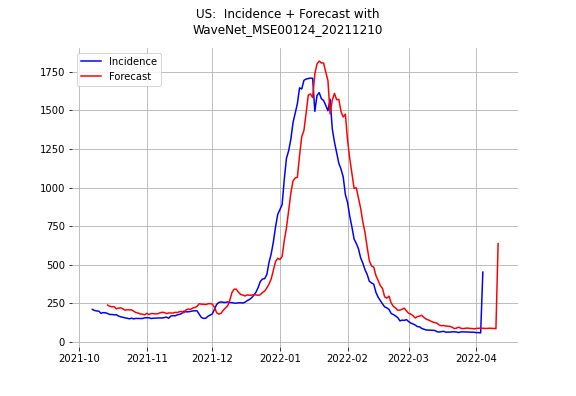 US:  Incidence + Forecast with
WaveNet_MSE00124_20211210
Incidence
Forecast
1750
1500
1250
1000
750
500
250
0
2021-10 2021-11 2021-12 2022-01 2022-02 2022-03 2022-04